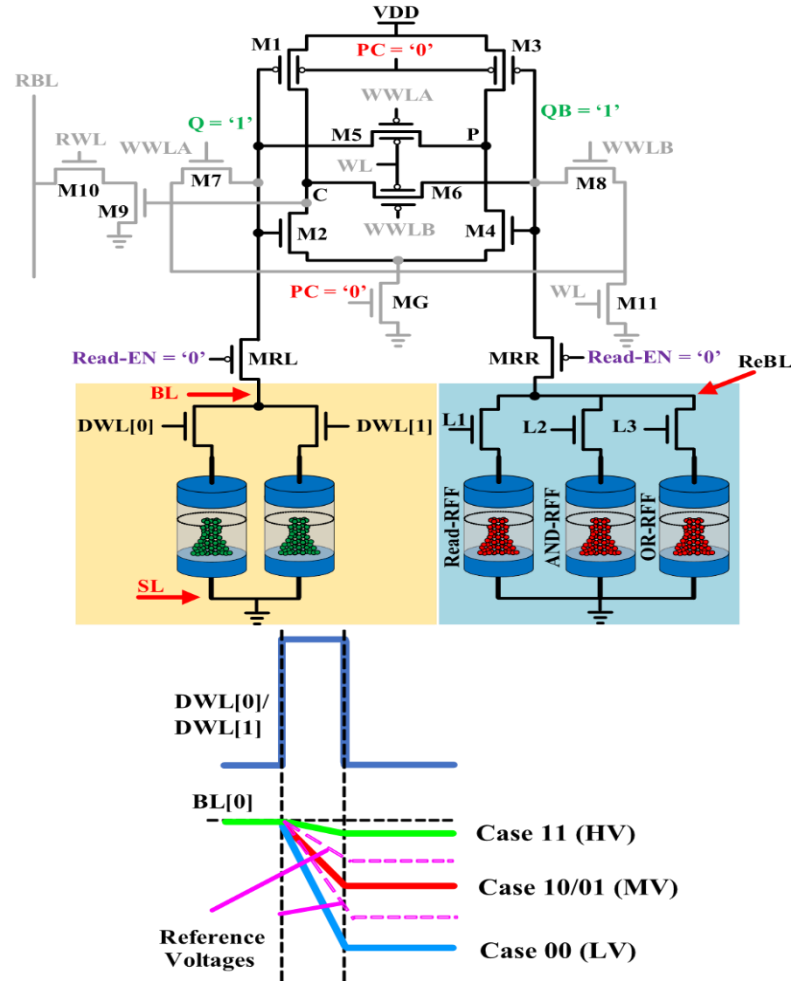 VDD
M1
PC = ‘0’
M3
RBL
WWLA
Q = ‘1’
QB = ‘1’
RWL
WWLA
M5
P
WWLB
WL
M10
M7
M6
M8
M9
C
M2
WWLB
M4
PC = ‘0’
MG
WL
M11
Read-EN = ‘0’
MRL
MRR
Read-EN = ‘0’
ReBL
BL
DWL[0]
DWL[1]
L1
L2
L3
Read-RFF
AND-RFF
OR-RFF
SL
DWL[0]/
DWL[1]
BL[0]
Case 11 (HV)
Case 10/01 (MV)
Reference
Voltages
Case 00 (LV)